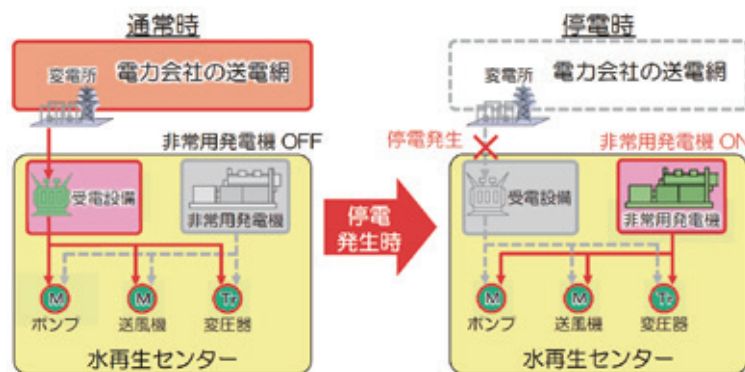 通常時
変電所
電力会社の送電網
非常用発電機 OFF
受電設備
非常用発電機
M
M
Tr
ポンプ
送風機
変圧器
水再生センター
停電
発生時
停電時
変電所
電力会社の送電網
停電発生
非常用発電機 ON
受電設備
非常用発電機
M
M
Tr
ポンプ
送風機
変圧器
水再生センター